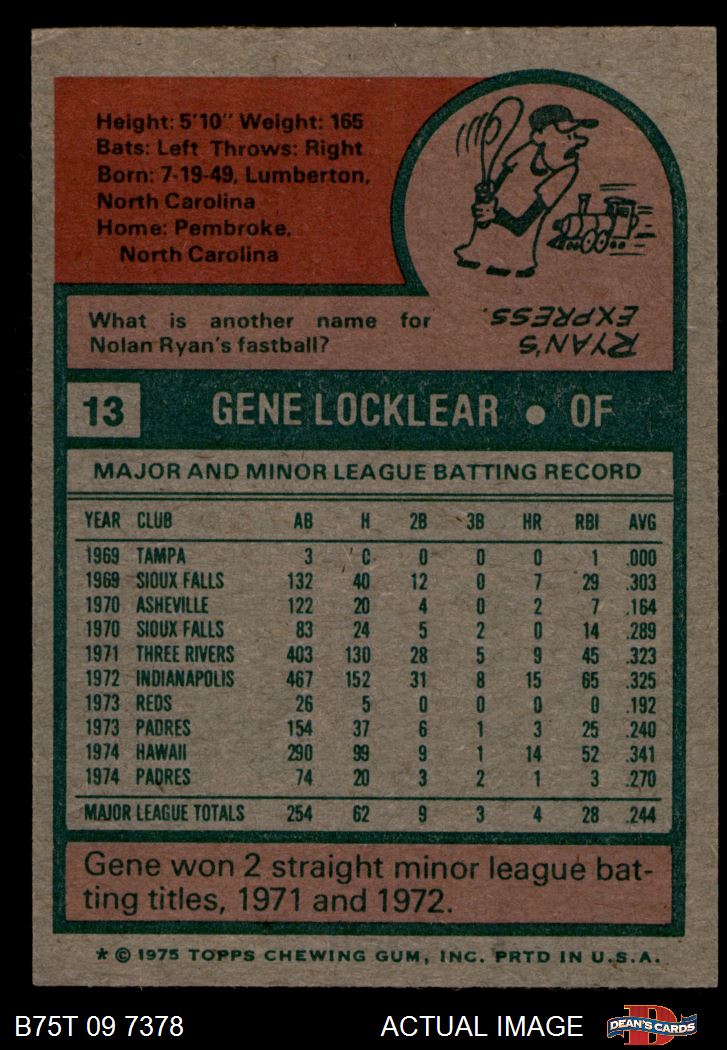 Height: 5'10" Weight: 165
Bats: Left Throws: Right
Born: 7-19-49, Lumberton,
North Carolina
Home: Pembroke,
North Carolina
What is another name for
Nolan Ryan's fastball?
RYAN'S
EXPRESS.
13 GENE LOCKLEAR • OF
MAJOR AND MINOR LEAGUE BATTING RECORD
YEAR CLUB AB H 2B 3B HR RBI AVG
1969 TAMPA 3 0 0 0 0 1 .000
1969 SIOUX FALLS 132 40 12 0 7 29 .303
1970 ASHEVILLE 122 20 4 0 2 7 .164
1970 SIOUX FALLS 83 24 5 2 0 14 .289
1971 THREE RIVERS 403 130 28 5 9 45 .323
1972 INDIANAPOLIS 467 152 31 8 15 65 .325
1973 REDS 26 5 0 0 0 0 .192
1973 PADRES 154 37 6 1 3 25 .240
1974 HAWAII 290 99 9 1 14 52 .341
1974 PADRES 74 20 3 2 1 3 .270
MAJOR LEAGUE TOTALS 254 62 9 3 4 28 .244
Gene won 2 straight minor league bat-
ting titles, 1971 and 1972.
* © 1975 TOPPS CHEWING GUM, INC. PRTD IN U.S.A.
B75T 09 7378 ACTUAL IMAGE D DEAN'S CARDS